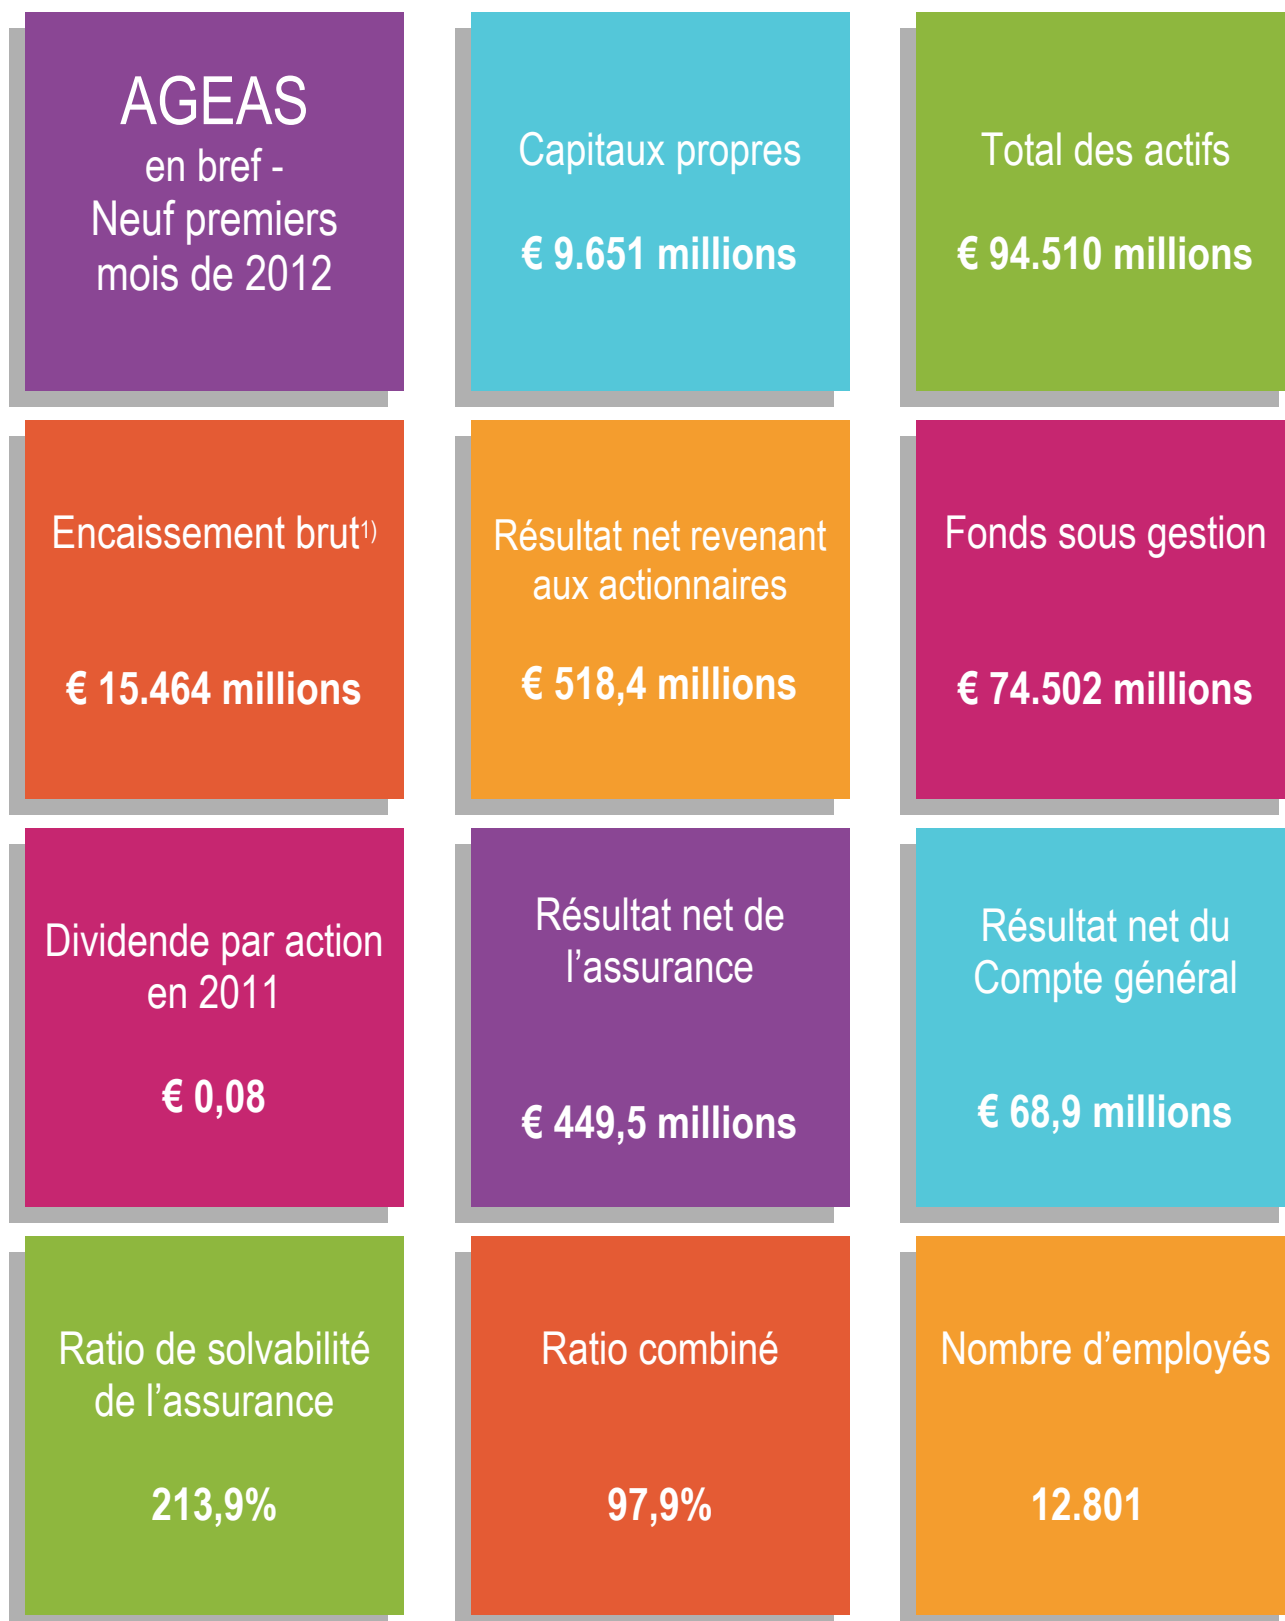 AGEAS
en bref -
Neuf premiers
mois de 2012
Capitaux propres
€ 9.651 millions
Total des actifs
€ 94.510 millions
Encaissement brut1)
€ 15.464 millions
Résultat net revenant
aux actionnaires
€ 518,4 millions
Fonds sous gestion
€ 74.502 millions
Dividende par action
en 2011
€ 0,08
Résultat net de
l’assurance
€ 449,5 millions
Résultat net du
Compte général
€ 68,9 millions
Ratio de solvabilité
de l’assurance
213,9%
Ratio combiné
97,9%
Nombre d’employés
12.801